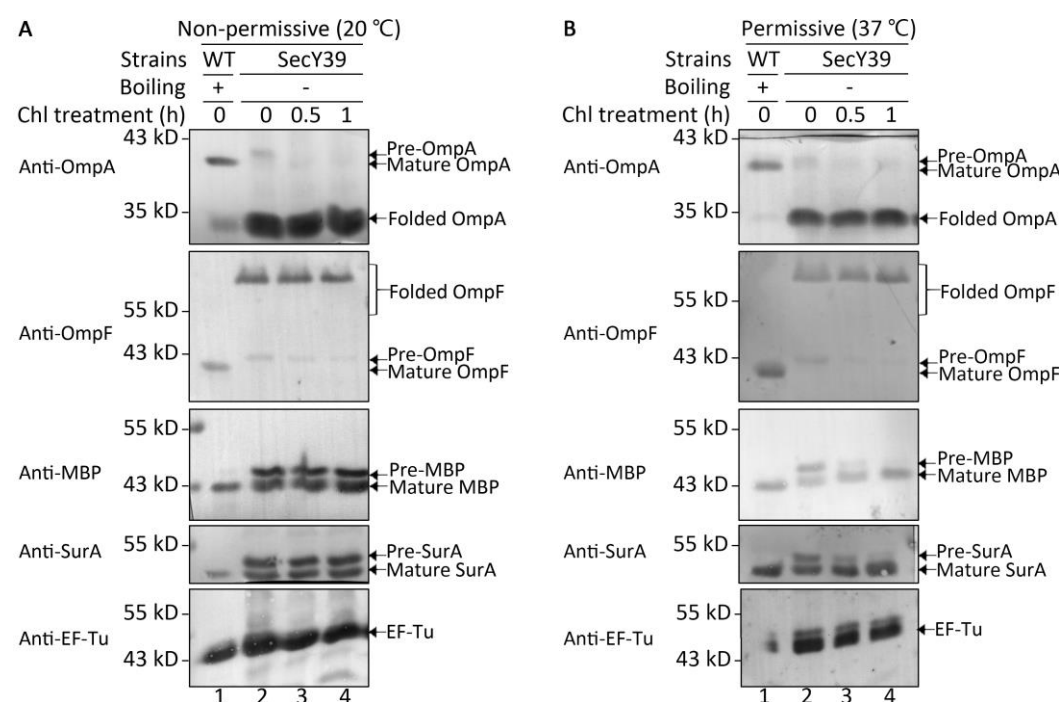 A Non-permissive (20 ℃)
Strains WT SecY39
Boiling + -
Chl treatment (h) 0 0 0.5 1
43 kD
Anti-OmpA Pre-OmpA
Mature OmpA
35 kD Folded OmpA
Folded OmpF
55 kD
Anti-OmpF
43 kD Pre-OmpF
Mature OmpF
55 kD
Anti-MBP Pre-MBP
43 kD Mature MBP
55 kD
Anti-SurA Pre-SurA
Mature SurA
55 kD
Anti-EF-Tu EF-Tu
43 kD
1 2 3 4
B Permissive (37 ℃)
Strains WT SecY39
Boiling + -
Chl treatment (h) 0 0 0.5 1
43 kD
Anti-OmpA Pre-OmpA
Mature OmpA
35 kD Folded OmpA
Folded OmpF
55 kD
Anti-OmpF
43 kD Pre-OmpF
Mature OmpF
55 kD
Anti-MBP Pre-MBP
43 kD Mature MBP
55 kD
Anti-SurA Pre-SurA
Mature SurA
55 kD
Anti-EF-Tu EF-Tu
43 kD
1 2 3 4